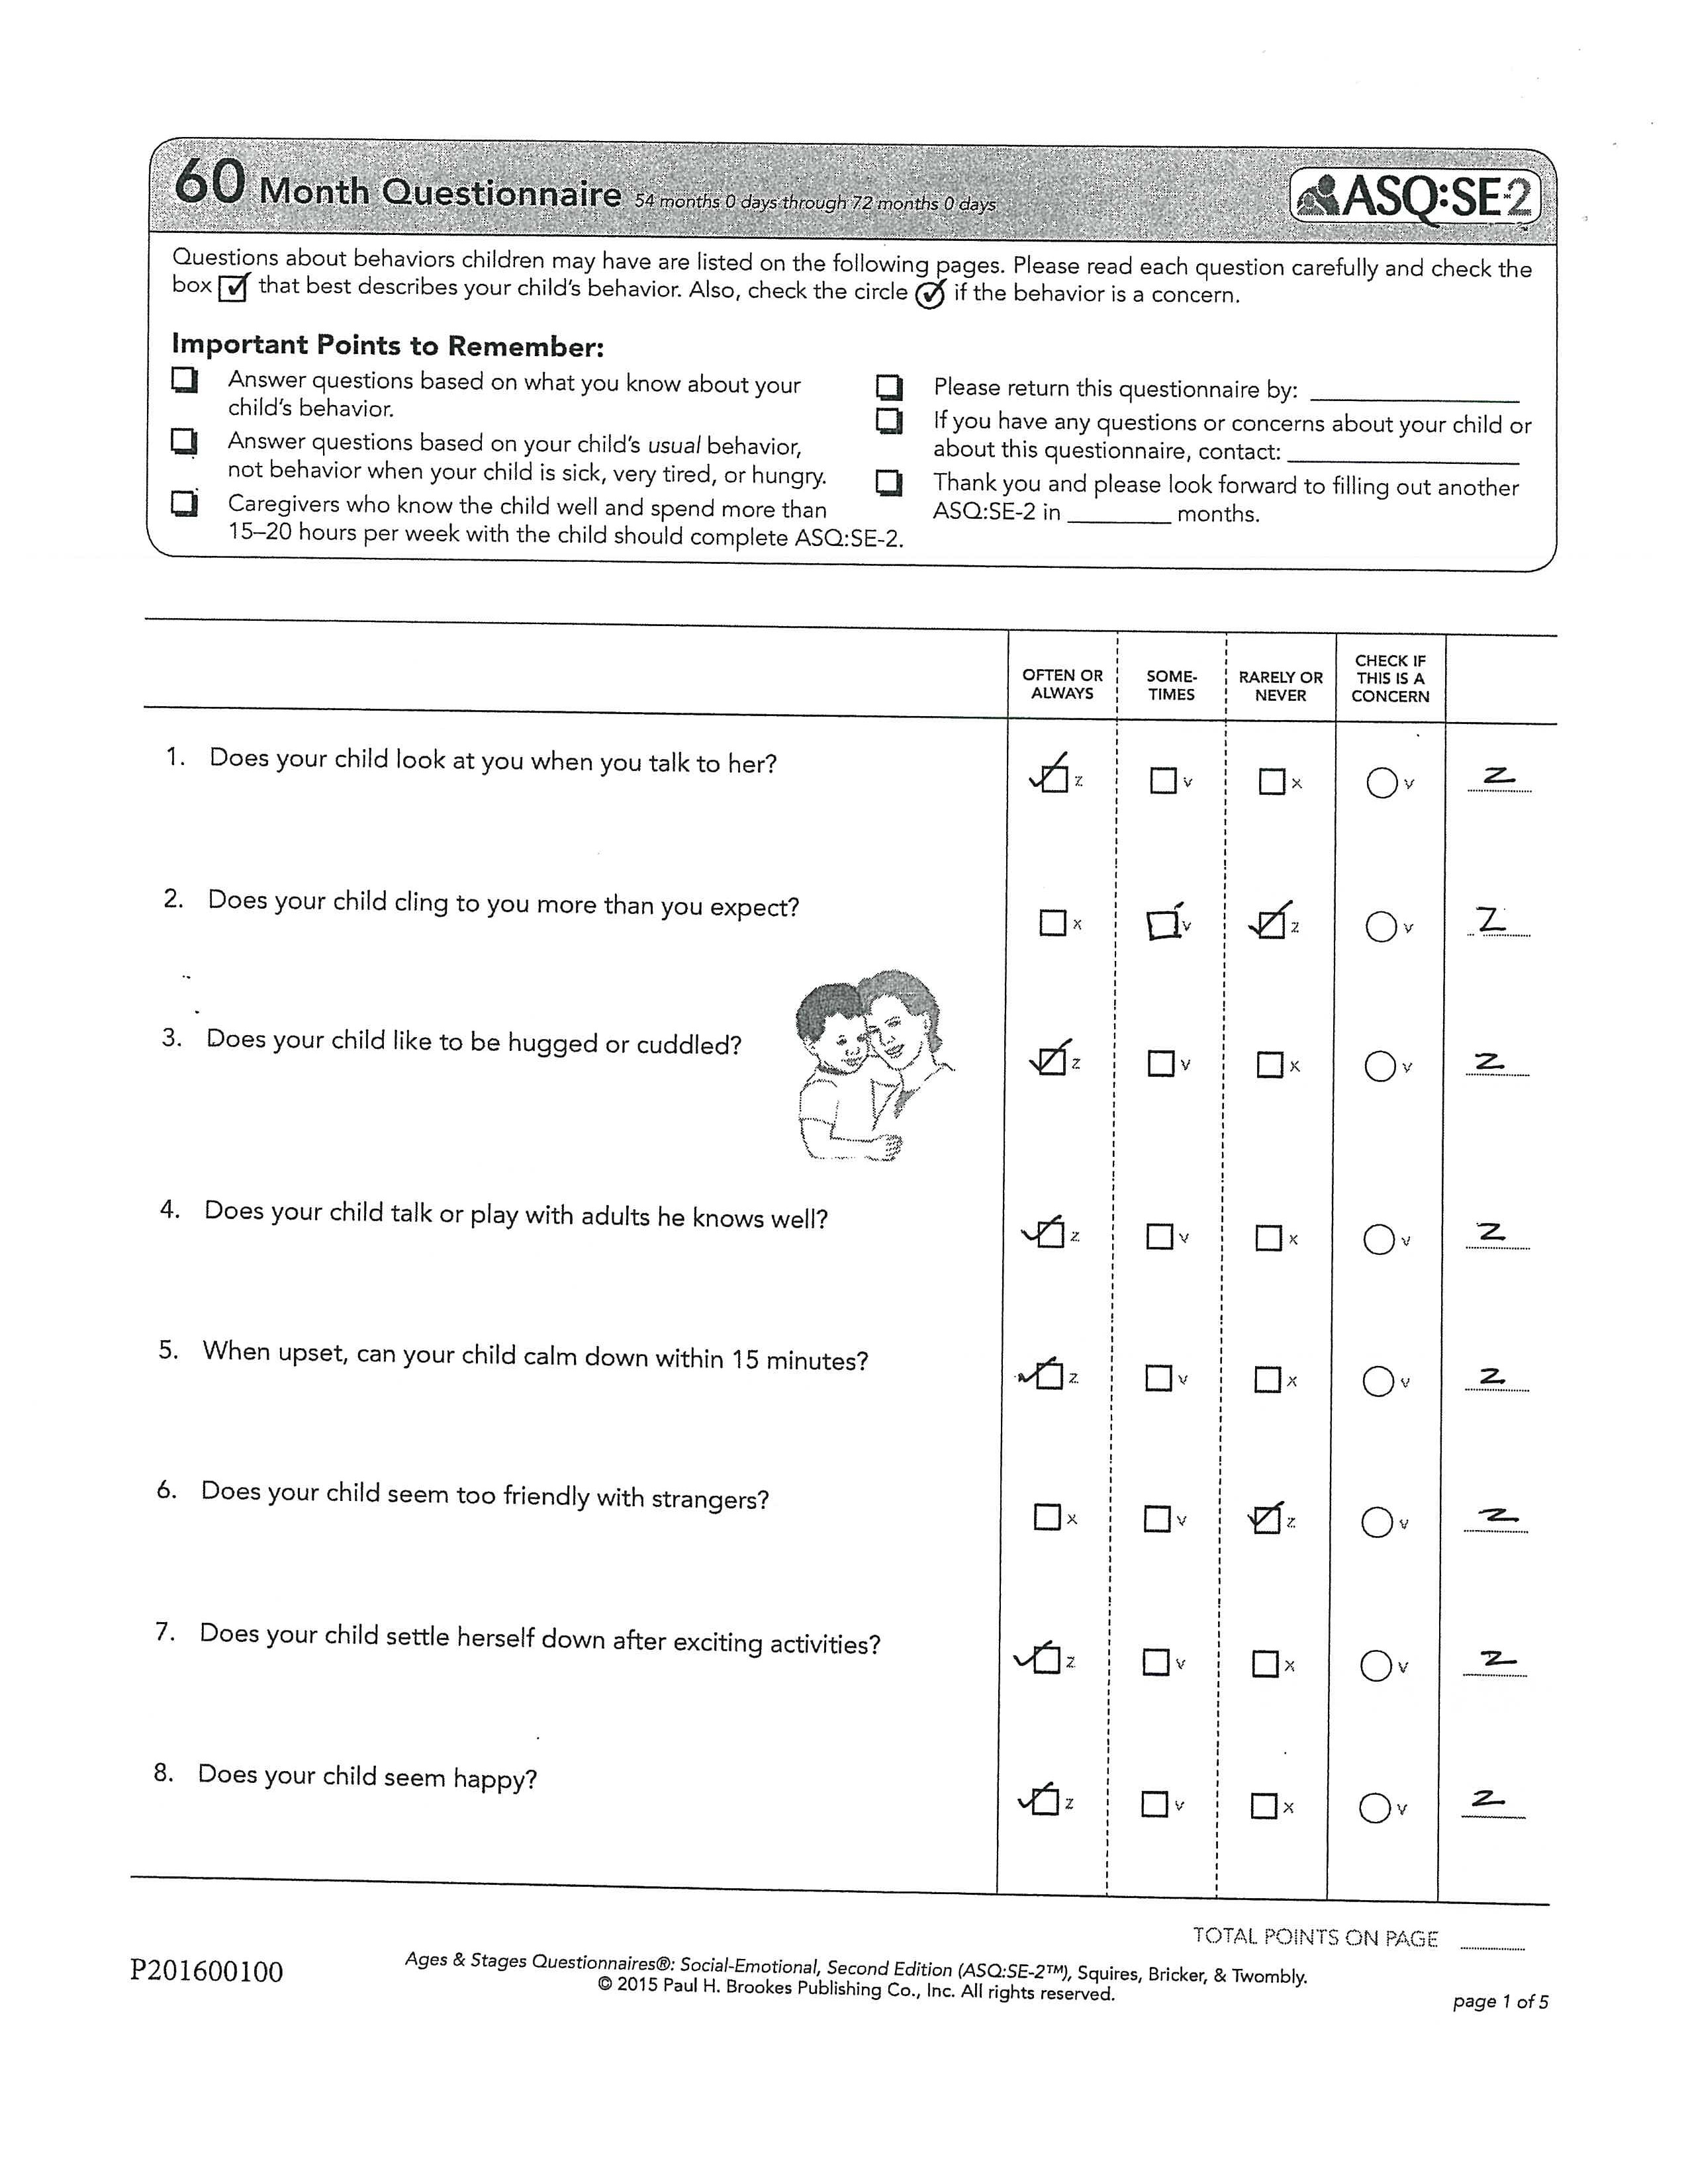 60 Month Questionnaire 54 months 0 days through 72 months 0 days
ASQ:SE-2
Questions about behaviors children may have are listed on the following pages. Please read each question carefully and check the
box ☑ that best describes your child's behavior. Also, check the circle ✓ if the behavior is a concern.
Important Points to Remember:
☐ Answer questions based on what you know about your
child's behavior.
☐ Answer questions based on your child's usual behavior,
not behavior when your child is sick, very tired, or hungry.
☐ Caregivers who know the child well and spend more than
15–20 hours per week with the child should complete ASQ:SE-2.
☐ Please return this questionnaire by: ____
☐ If you have any questions or concerns about your child or
about this questionnaire, contact: ____
☐ Thank you and please look forward to filling out another
ASQ:SE-2 in ____ months.
OFTEN OR ALWAYS SOME-TIMES RARELY OR NEVER CHECK IF THIS IS A CONCERN
1. Does your child look at you when you talk to her? ☑ z ☐ v ☐ x ○ v z
2. Does your child cling to you more than you expect? ☐ x ☐ v ☑ z ○ v z
3. Does your child like to be hugged or cuddled? ☑ z ☐ v ☐ x ○ v z
4. Does your child talk or play with adults he knows well? ☑ z ☐ v ☐ x ○ v z
5. When upset, can your child calm down within 15 minutes? ☑ z ☐ v ☐ x ○ v z
6. Does your child seem too friendly with strangers? ☐ x ☐ v ☑ z ○ v z
7. Does your child settle herself down after exciting activities? ☑ z ☐ v ☐ x ○ v z
8. Does your child seem happy? ☑ z ☐ v ☐ x ○ v z
TOTAL POINTS ON PAGE ____
P201600100
Ages & Stages Questionnaires®: Social-Emotional, Second Edition (ASQ:SE-2™), Squires, Bricker, & Twombly.
© 2015 Paul H. Brookes Publishing Co., Inc. All rights reserved.
page 1 of 5